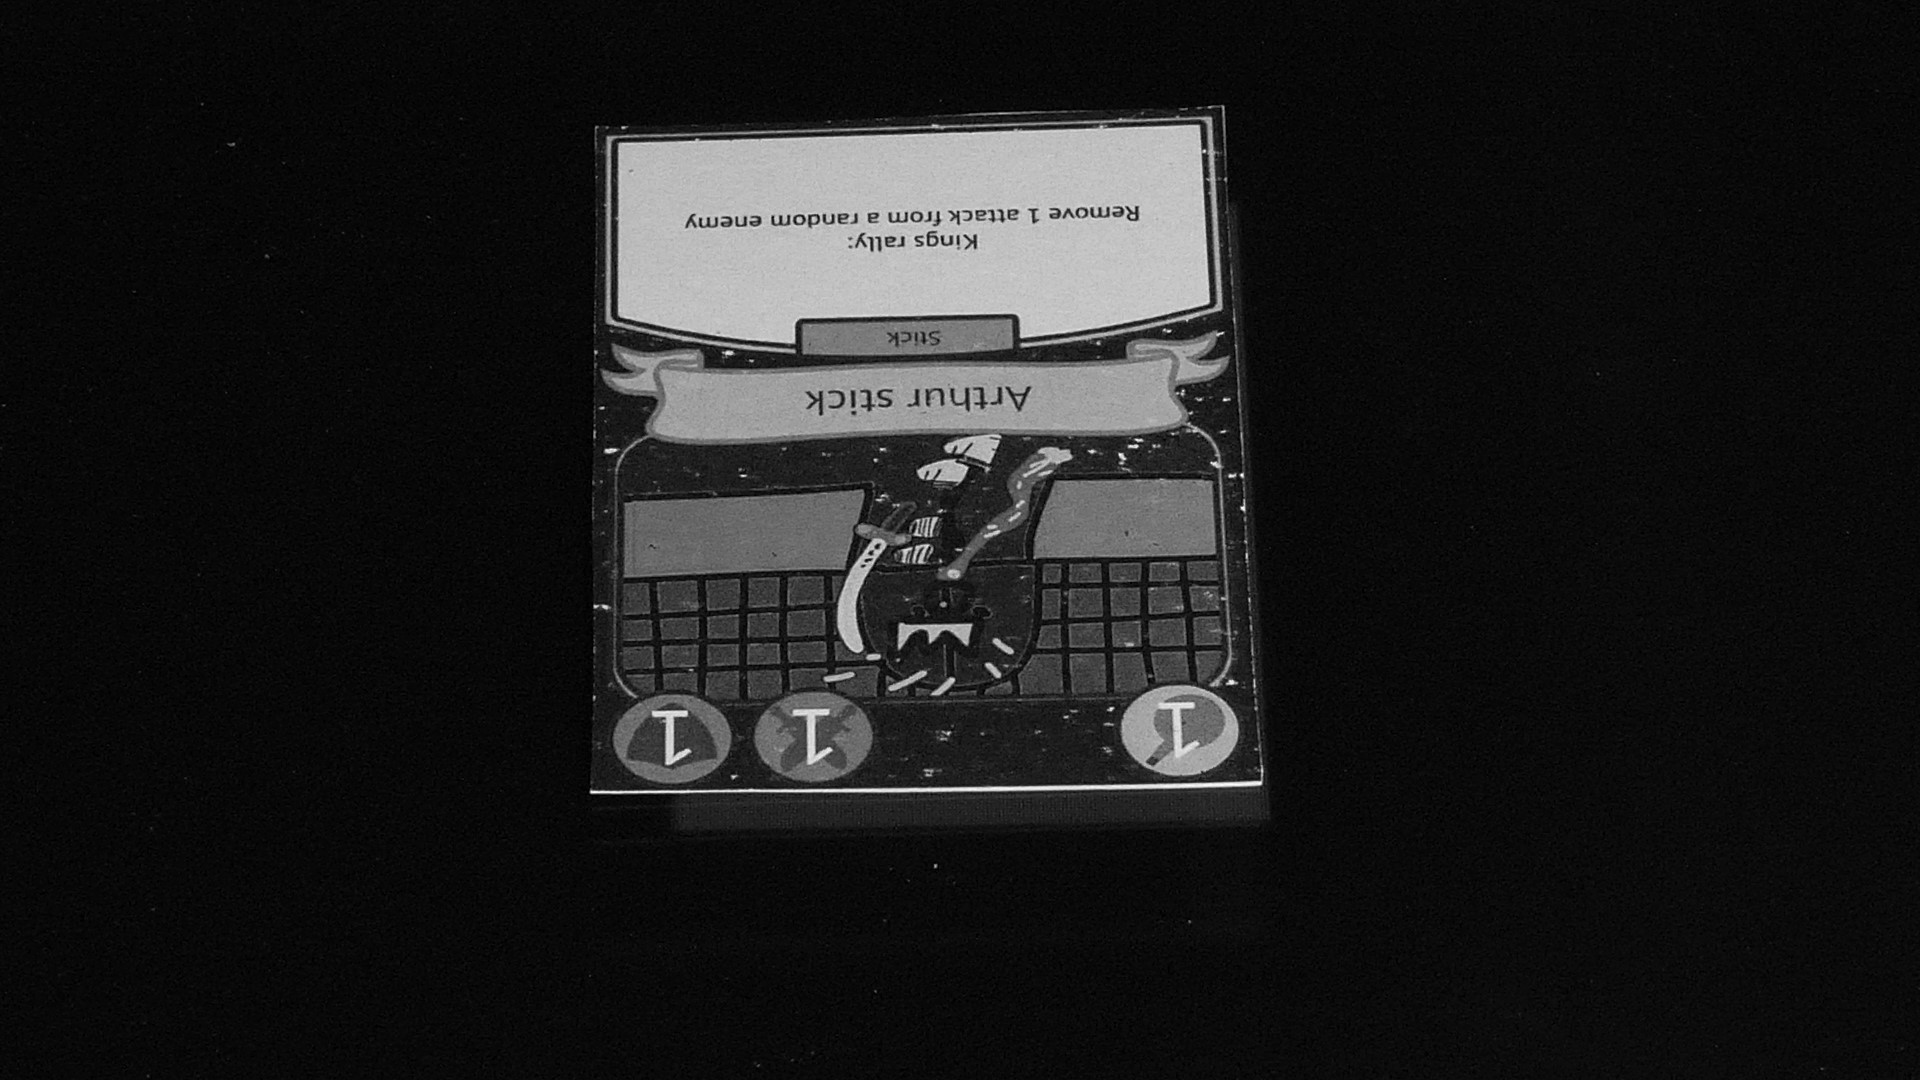 1 1 1
Arthur stick
Stick
Kings rally:
Remove 1 attack from a random enemy